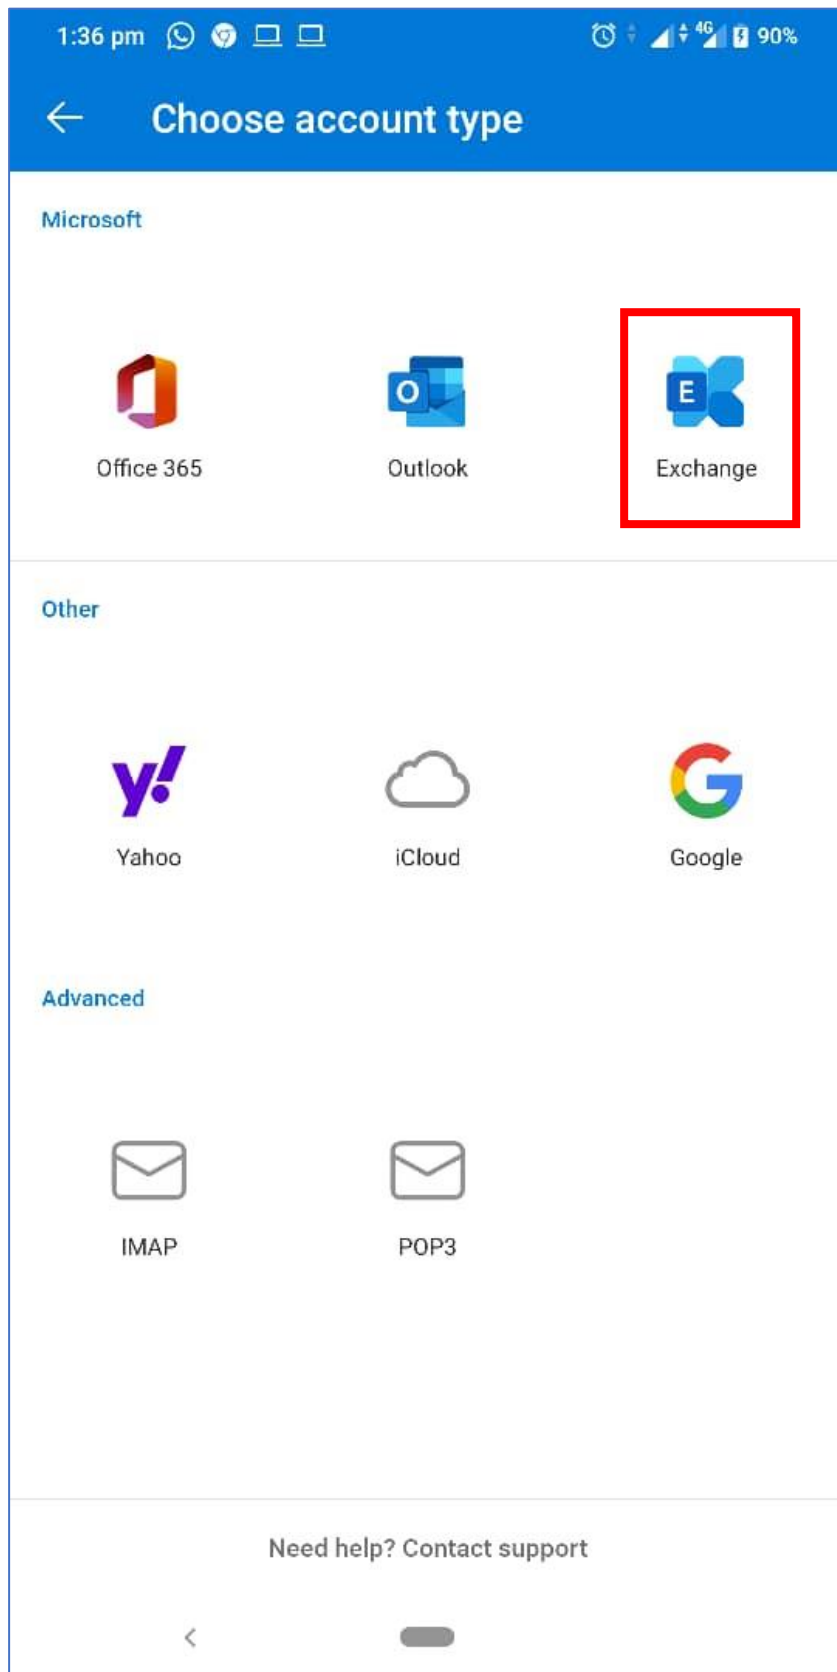 1:36 pm 4G 90%
Choose account type
Microsoft
O E
Office 365 Outlook Exchange
Other
y!
Yahoo iCloud Google
Advanced
IMAP POP3
Need help? Contact support